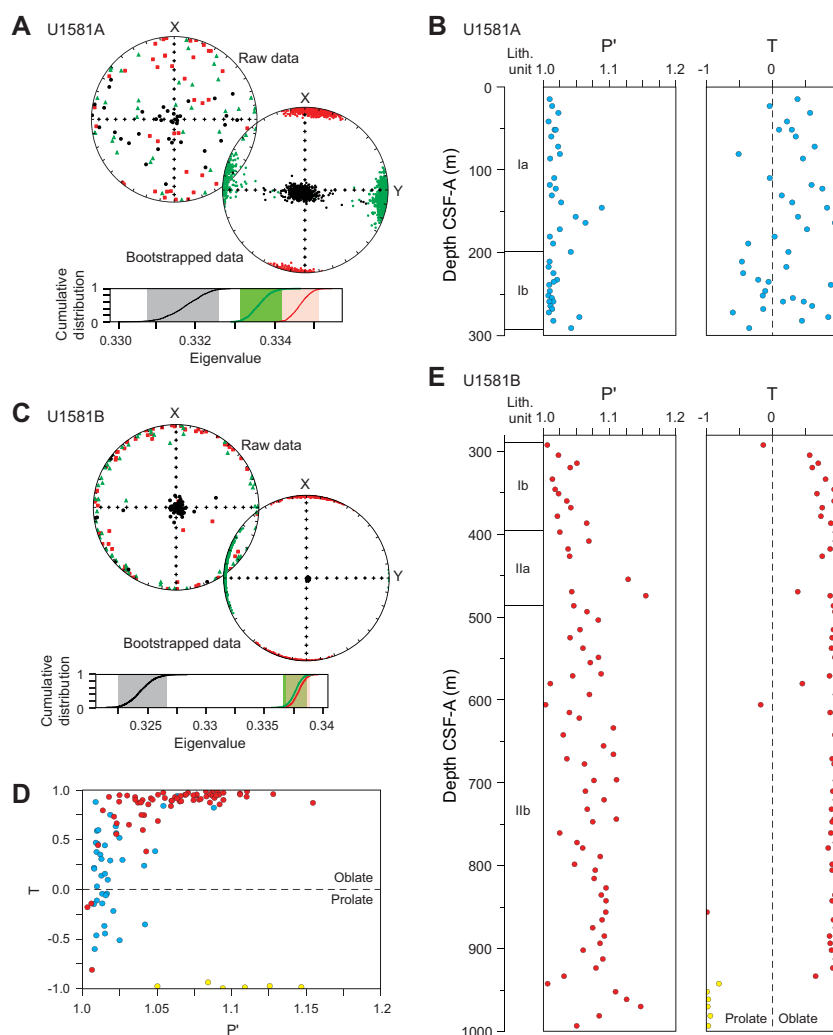 A U1581A
X
Raw data
X
Y
Bootstrapped data
Cumulative distribution
1
0
0.330 0.332 0.334
Eigenvalue
B U1581A
Lith. unit
P'
T
1.0 1.1 1.2 -1 0
0
100
200
300
Depth CSF-A (m)
Ia
Ib
C U1581B
X
Raw data
X
Y
Bootstrapped data
Cumulative distribution
1
0
0.325 0.33 0.335 0.34
Eigenvalue
D
1.0
0.5
0.0
-0.5
-1.0
T
Oblate
Prolate
1.0 1.05 1.1 1.15 1.2
P'
E U1581B
Lith. unit
P'
T
1.0 1.1 1.2 -1 0
300
400
500
600
700
800
900
1000
Depth CSF-A (m)
Ib
IIa
IIb
Prolate Oblate